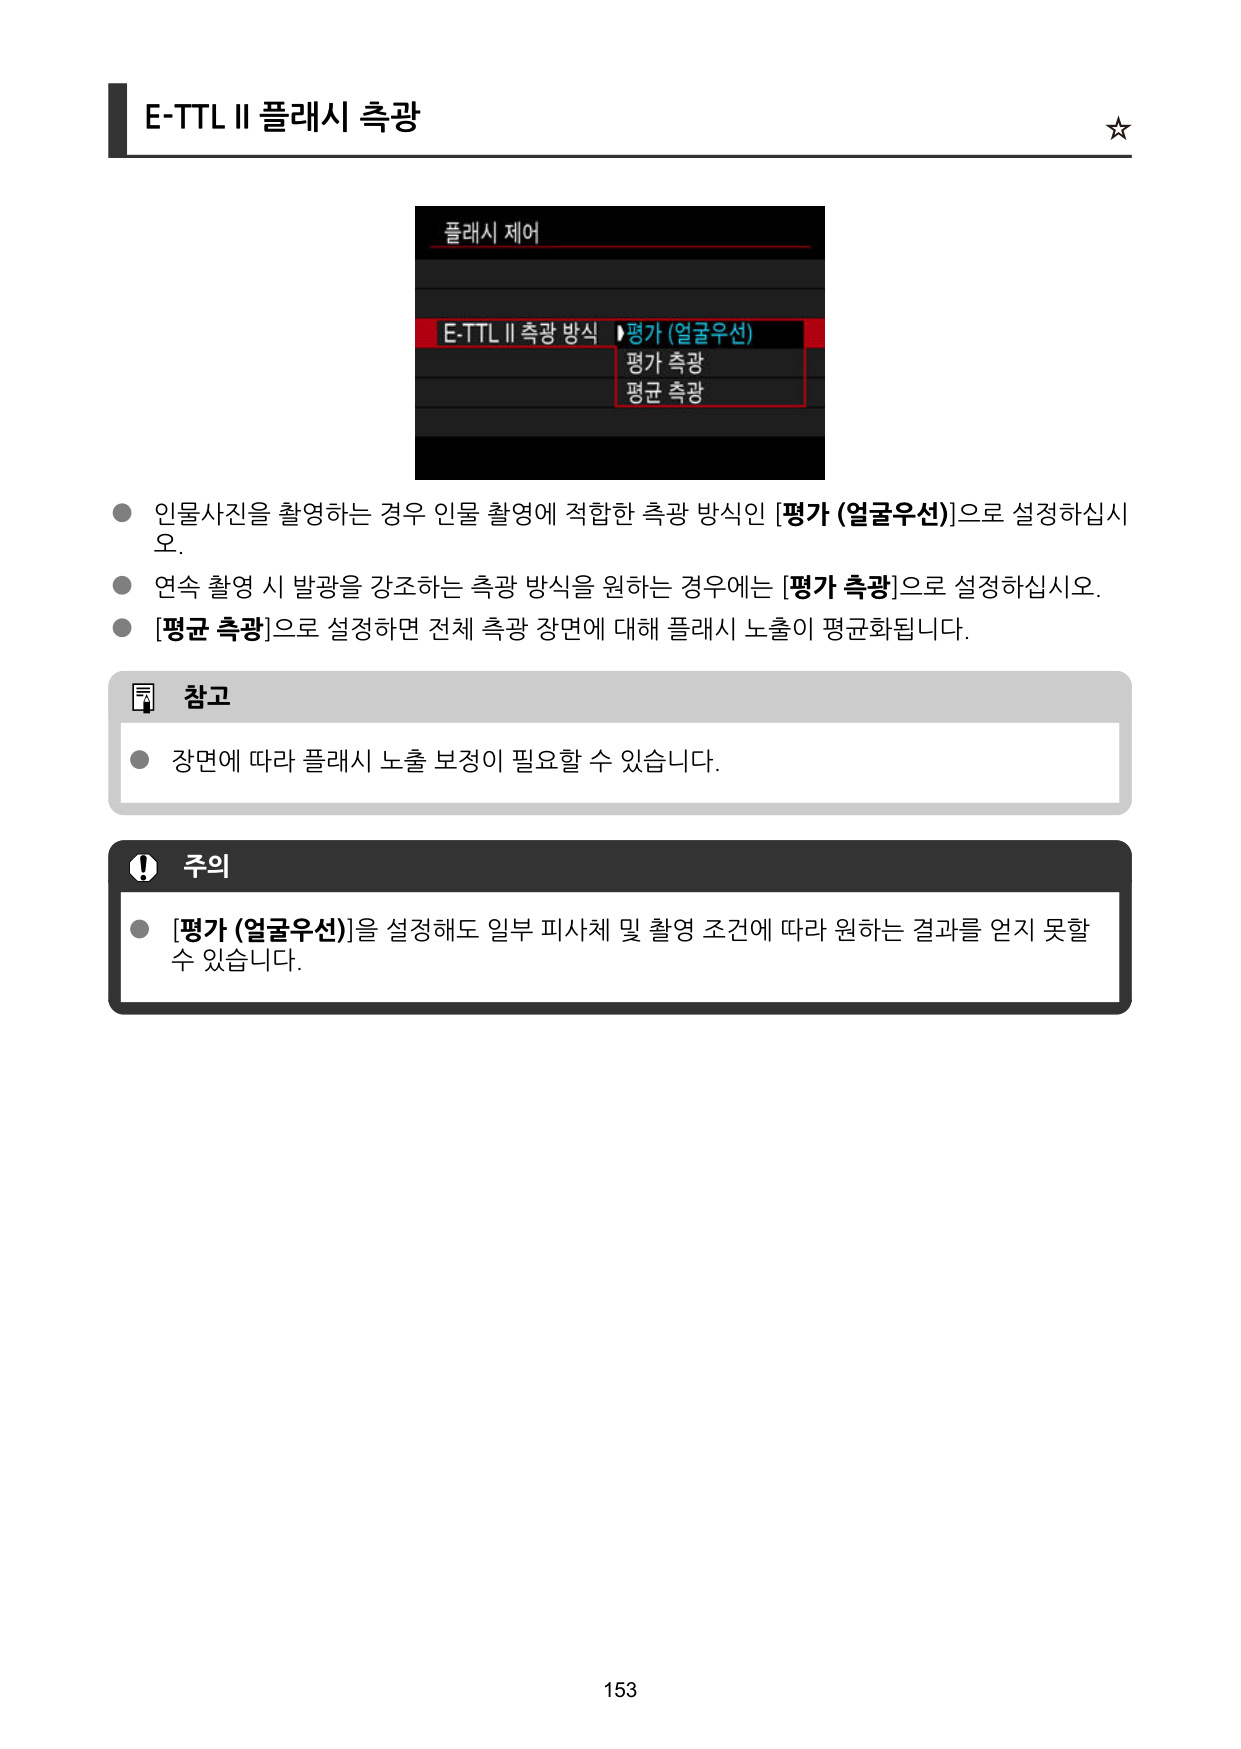 E-TTL II 플래시 측광
☆
플래시 제어
E-TTL II 측광 방식 평가 (얼굴우선)
평가 측광
평균 측광
● 인물사진을 촬영하는 경우 인물 촬영에 적합한 측광 방식인 [평가 (얼굴우선)]으로 설정하십시
오.
● 연속 촬영 시 발광을 강조하는 측광 방식을 원하는 경우에는 [평가 측광]으로 설정하십시오.
● [평균 측광]으로 설정하면 전체 측광 장면에 대해 플래시 노출이 평균화됩니다.
참고
● 장면에 따라 플래시 노출 보정이 필요할 수 있습니다.
주의
● [평가 (얼굴우선)]을 설정해도 일부 피사체 및 촬영 조건에 따라 원하는 결과를 얻지 못할
수 있습니다.
153